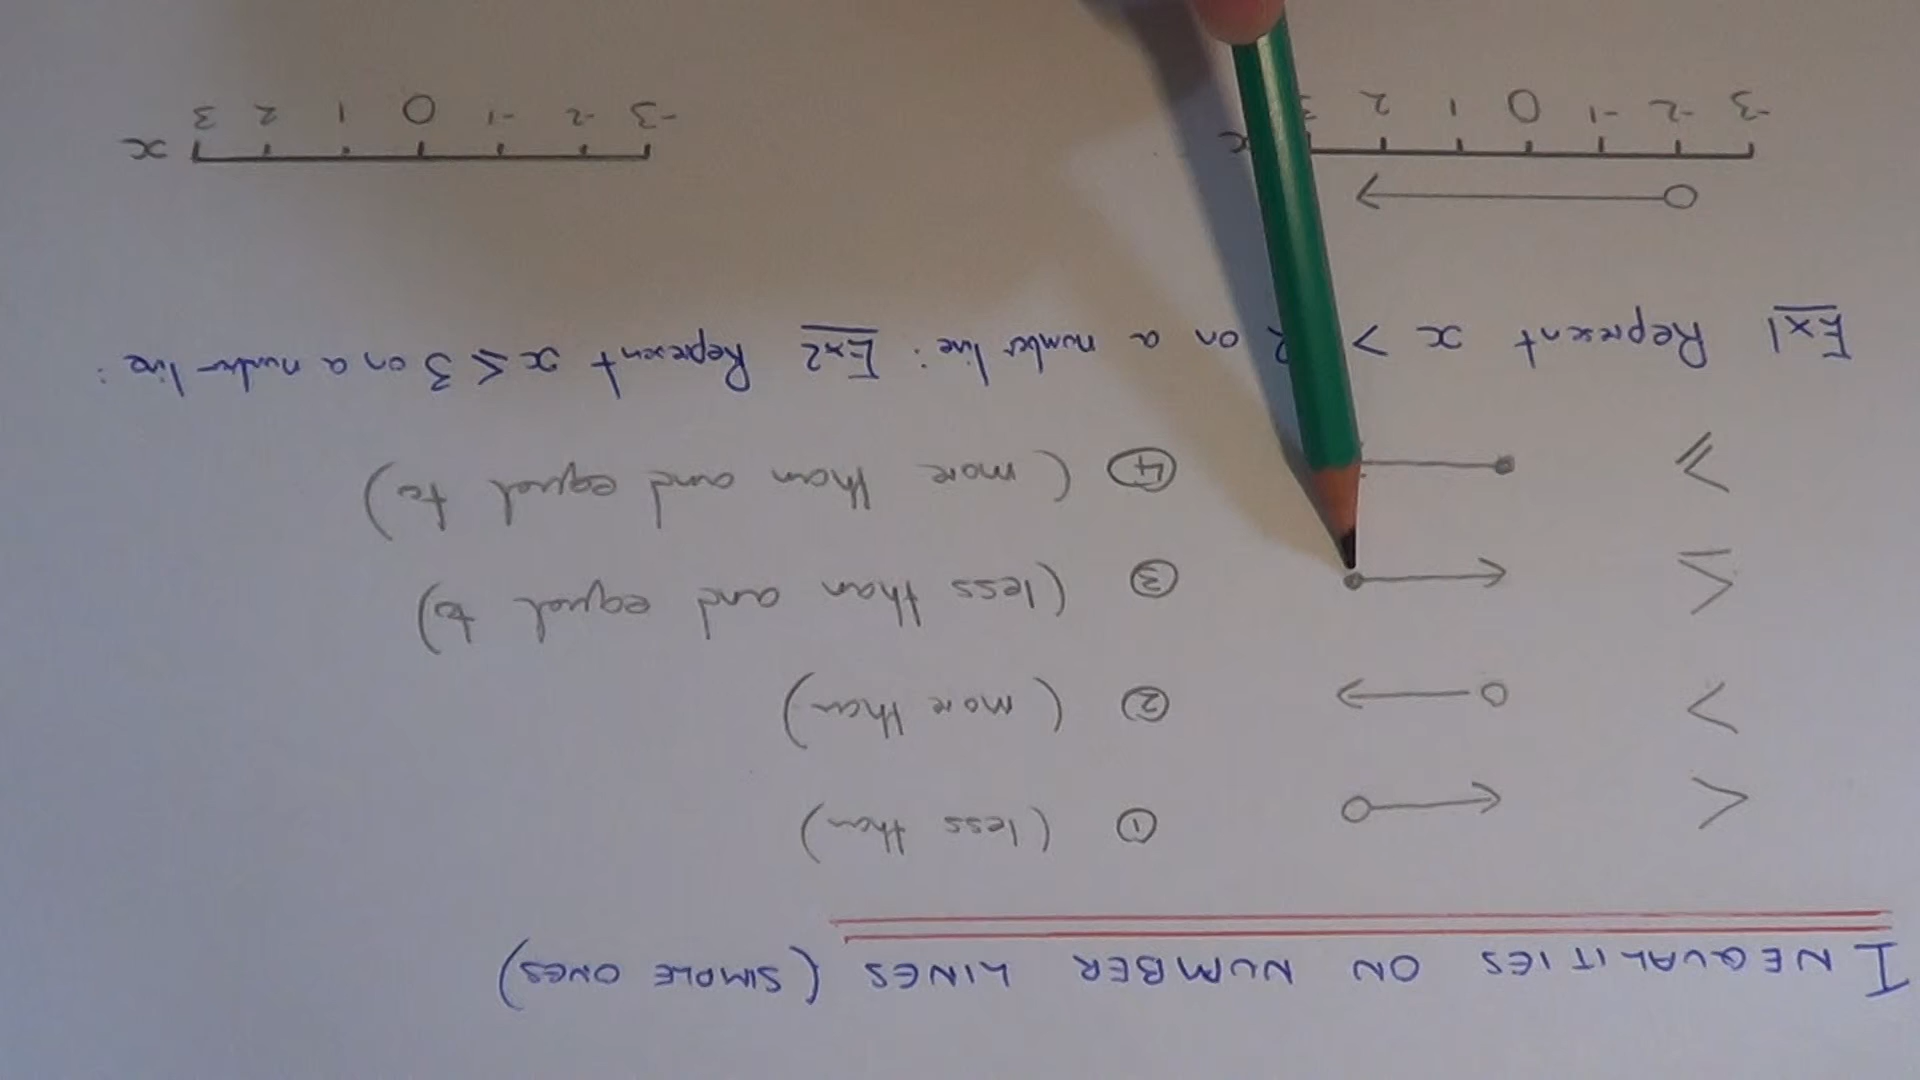 INEQUALITIES ON NUMBER LINES (SIMPLE ONES)
< ① (less than)
> ② (more than)
≤ ③ (less than and equal to)
≥ ④ (more than and equal to)
Ex1 Represent x > on a number line: Ex2 Represent x ≤ 3 on a number line:
x x
-3 -2 -1 0 1 2 3 -3 -2 -1 0 1 2 3